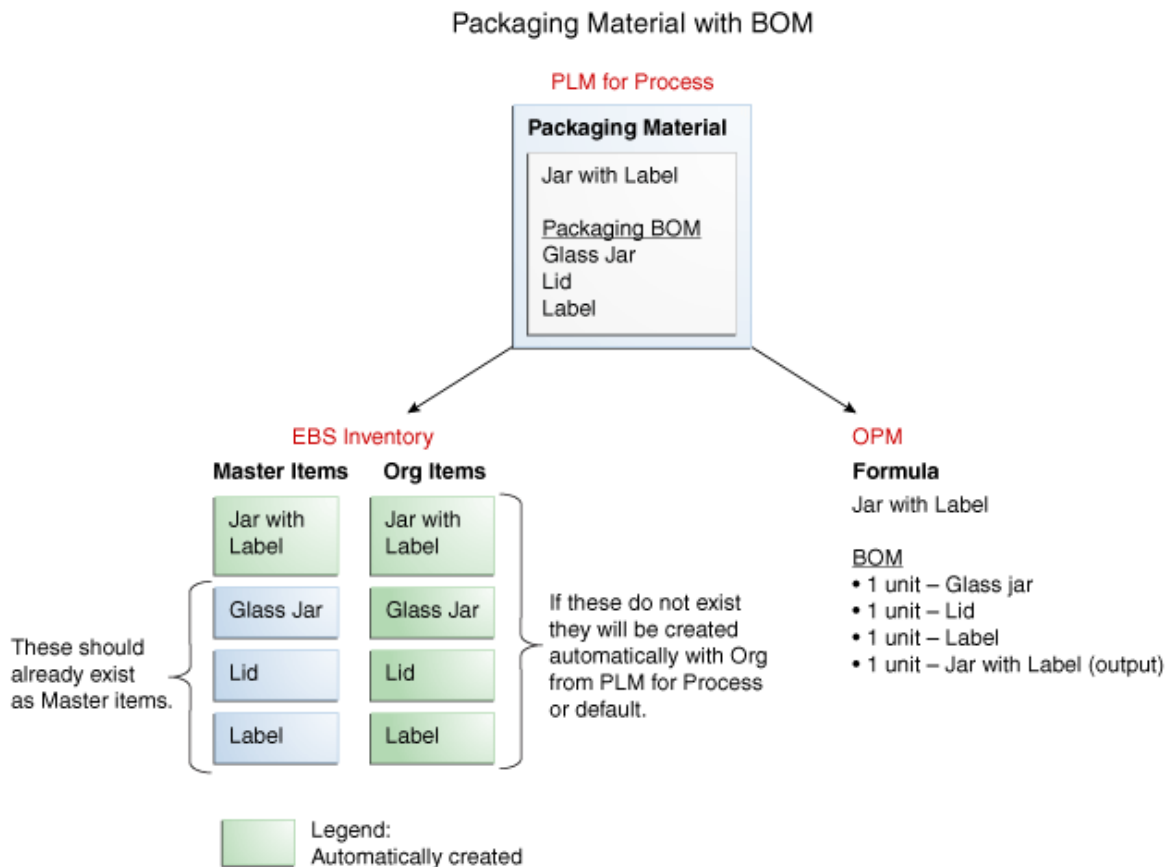 Packaging Material with BOM
PLM for Process
Packaging Material
Jar with Label
Packaging BOM
Glass Jar
Lid
Label
EBS Inventory
Master Items
Org Items
Jar with
Label
Jar with
Label
Glass Jar
Glass Jar
Lid
Lid
Label
Label
These should
already exist
as Master items.
If these do not exist
they will be created
automatically with Org
from PLM for Process
or default.
OPM
Formula
Jar with Label
BOM
• 1 unit – Glass jar
• 1 unit – Lid
• 1 unit – Label
• 1 unit – Jar with Label (output)
Legend:
Automatically created